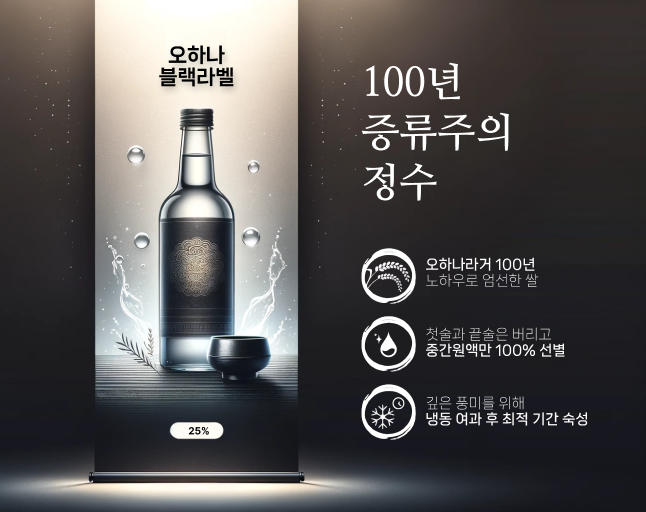 오하나
블랙라벨
25%
100년
증류주의
정수
오하나라거 100년
노하우로 엄선한 쌀
첫술과 끝술은 버리고
중간원액만 100% 선별
깊은 풍미를 위해
냉동 여과 후 최적 기간 숙성